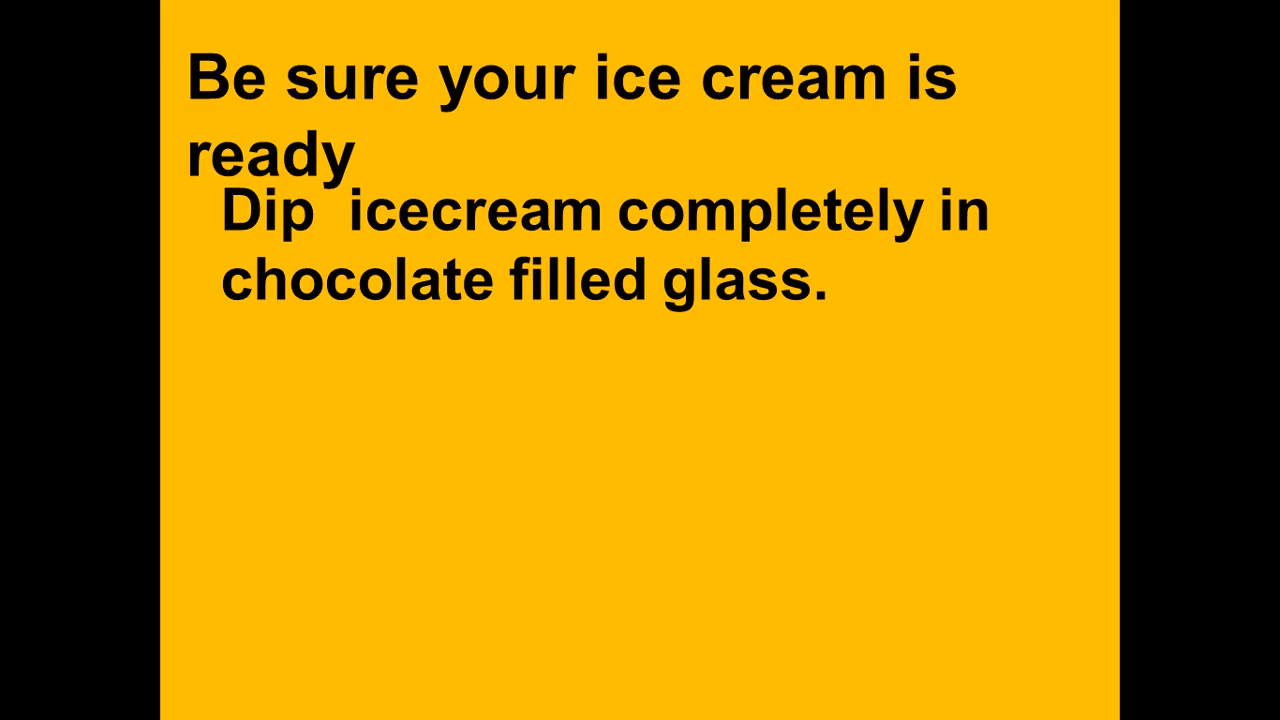 Be sure your ice cream is
ready
Dip  icecream completely in
chocolate filled glass.